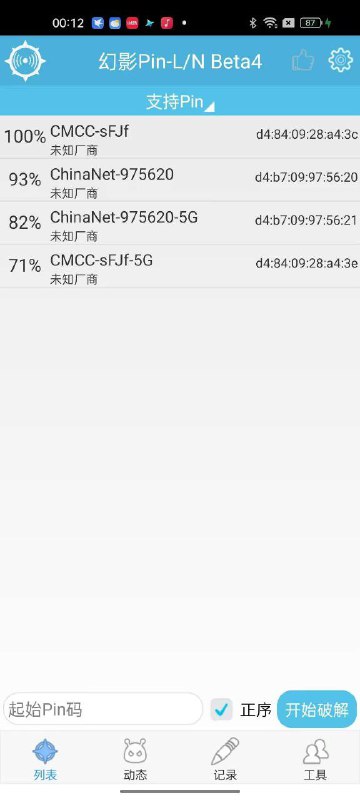 00:12
87
幻影Pin-L/N Beta4
支持Pin
100% CMCC-sFJf d4:84:09:28:a4:3c
未知厂商
93% ChinaNet-975620 d4:b7:09:97:56:20
未知厂商
82% ChinaNet-975620-5G d4:b7:09:97:56:21
未知厂商
71% CMCC-sFJf-5G d4:84:09:28:a4:3e
未知厂商
起始Pin码 正序 开始破解
列表 动态 记录 工具